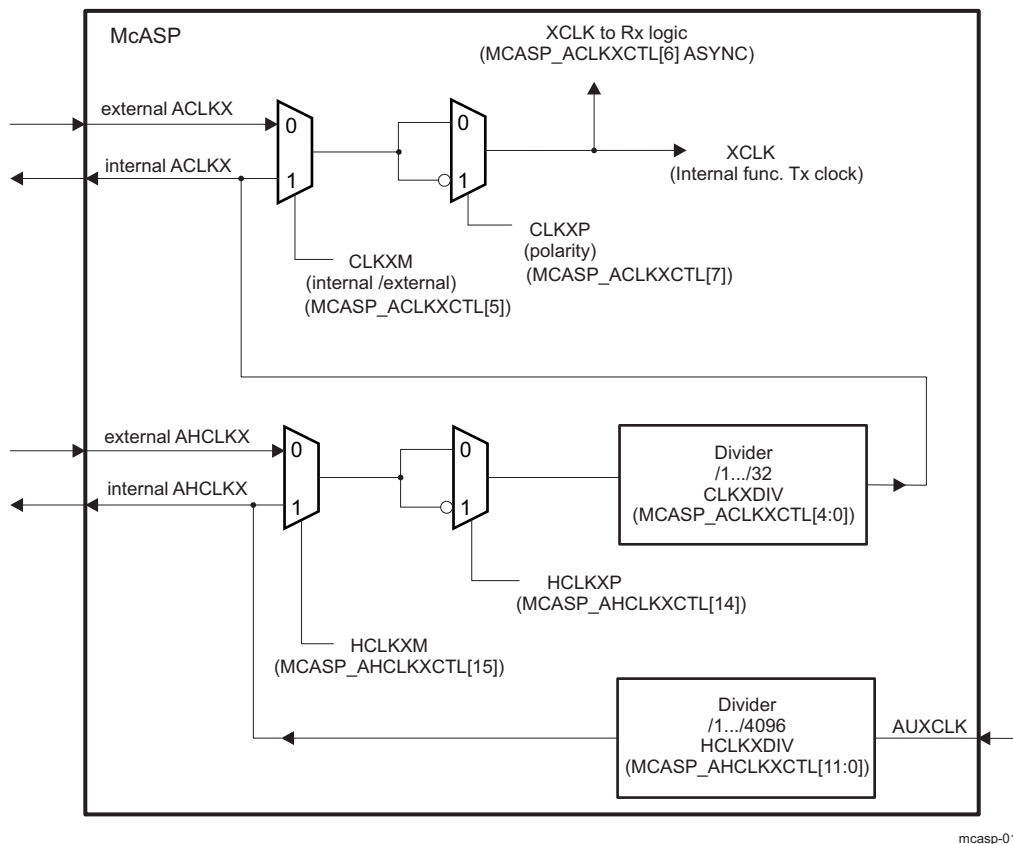 McASP
XCLK to Rx logic
(MCASP_ACLKXCTL[6] ASYNC)
external ACLKX
0
0
internal ACLKX
1
1
XCLK
(Internal func. Tx clock)
CLKXP
(polarity)
(MCASP_ACLKXCTL[7])
CLKXM
(internal /external)
(MCASP_ACLKXCTL[5])
external AHCLKX
0
0
internal AHCLKX
1
1
Divider
/1.../32
CLKXDIV
(MCASP_ACLKXCTL[4:0])
HCLKXP
(MCASP_AHCLKXCTL[14])
HCLKXM
(MCASP_AHCLKXCTL[15])
Divider
/1.../4096
HCLKXDIV
(MCASP_AHCLKXCTL[11:0])
AUXCLK
mcasp-01